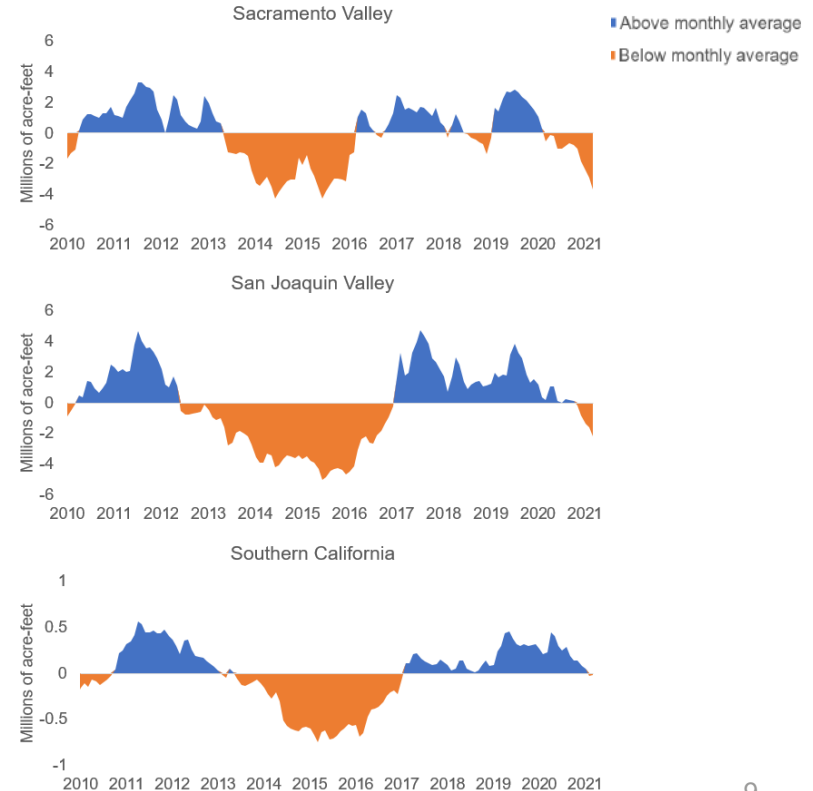 Sacramento Valley
Above monthly average
Below monthly average
Millions of acre-feet
6
4
2
0
-2
-4
-6
2010 2011 2012 2013 2014 2015 2016 2017 2018 2019 2020 2021
San Joaquin Valley
Millions of acre-feet
6
4
2
0
-2
-4
-6
2010 2011 2012 2013 2014 2015 2016 2017 2018 2019 2020 2021
Southern California
Millions of acre-feet
1
0.5
0
-0.5
-1
2010 2011 2012 2013 2014 2015 2016 2017 2018 2019 2020 2021